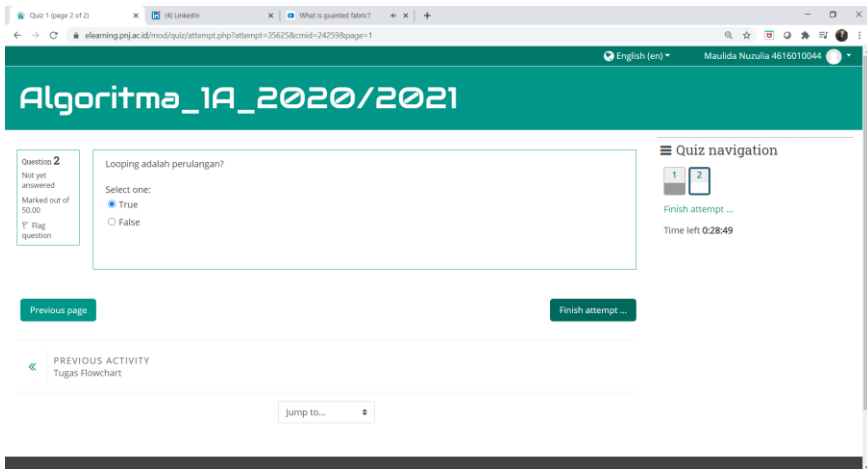 Quiz 1 (page 2 of 2)
(4) LinkedIn
What is guarded fabric?
elearning.pnj.ac.id/mod/quiz/attempt.php?attempt=35625&cmid=24259&page=1
English (en)
Maulida Nuzulia 4616010044
Algoritma_1A_2020/2021
Question 2
Not yet
answered
Marked out of
50.00
Flag
question
Looping adalah perulangan?
Select one:
True
False
Quiz navigation
1
2
Finish attempt ...
Time left 0:28:49
Previous page
Finish attempt ...
PREVIOUS ACTIVITY
Tugas Flowchart
Jump to...